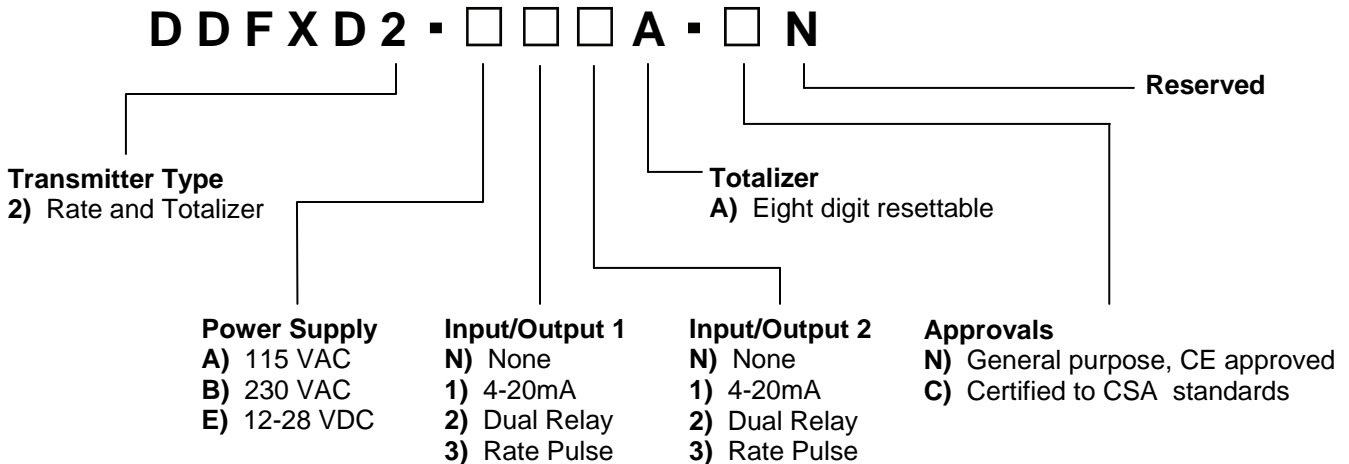 DDFXD2-□□□A-□N
Reserved
Transmitter Type
2) Rate and Totalizer
Totalizer
A) Eight digit resettable
Power Supply
A) 115 VAC
B) 230 VAC
E) 12-28 VDC
Input/Output 1
N) None
1) 4-20mA
2) Dual Relay
3) Rate Pulse
Input/Output 2
N) None
1) 4-20mA
2) Dual Relay
3) Rate Pulse
Approvals
N) General purpose, CE approved
C) Certified to CSA standards